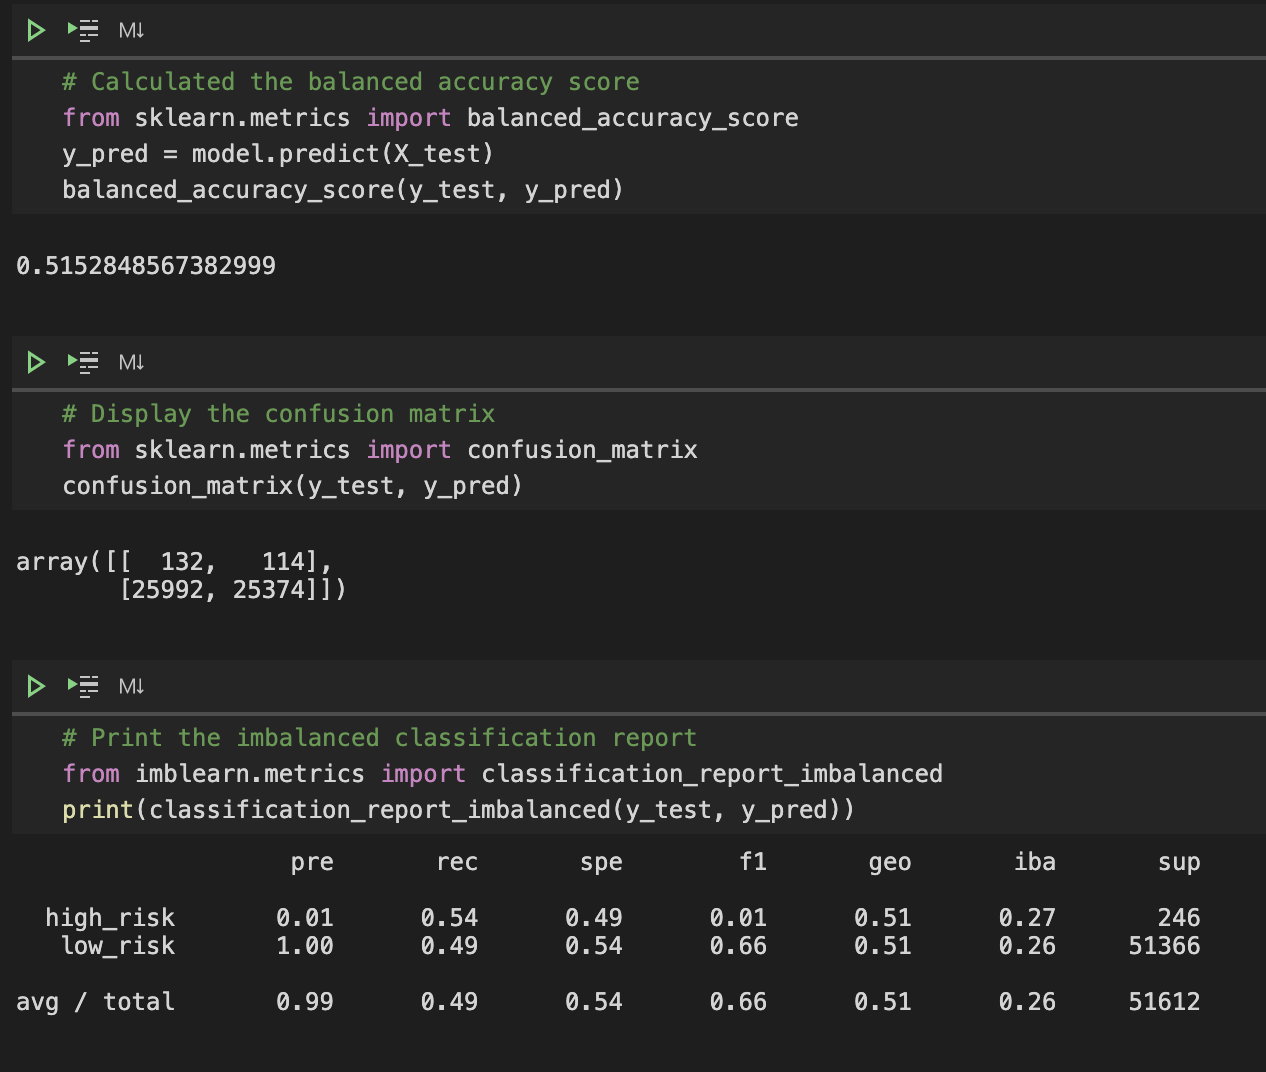 M↓
# Calculated the balanced accuracy score
from sklearn.metrics import balanced_accuracy_score
y_pred = model.predict(X_test)
balanced_accuracy_score(y_test, y_pred)
0.5152848567382999
M↓
# Display the confusion matrix
from sklearn.metrics import confusion_matrix
confusion_matrix(y_test, y_pred)
array([[  132,   114],
       [25992, 25374]])
M↓
# Print the imbalanced classification report
from imblearn.metrics import classification_report_imbalanced
print(classification_report_imbalanced(y_test, y_pred))
pre rec spe f1 geo iba sup
high_risk 0.01 0.54 0.49 0.01 0.51 0.27 246
low_risk 1.00 0.49 0.54 0.66 0.51 0.26 51366
avg / total 0.99 0.49 0.54 0.66 0.51 0.26 51612